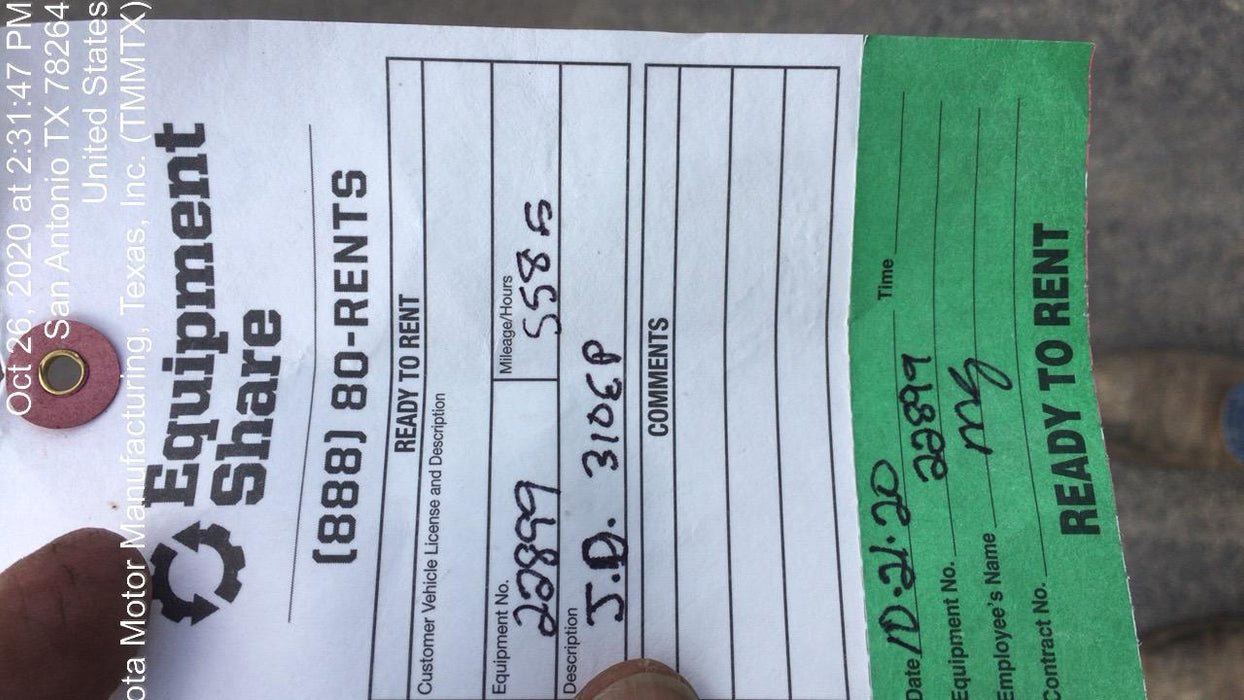 Oct 26, 2020 at 2:31:47 PM
San Antonio TX 78264
United States
ota Motor Manufacturing, Texas, Inc. (TMMTX)
Equipment
Share
(888) 80-RENTS
READY TO RENT
Customer Vehicle License and Description
Equipment No. 22899 Mileage/Hours 558 h
Description J.D. 310EP
COMMENTS
Date 10.21.20 Time
Equipment No. 22899
Employee's Name mg
Contract No.
READY TO RENT